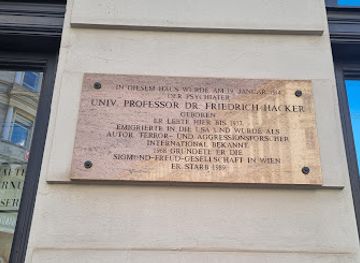 IN DIESEM HAUS WURDE AM 19. JANUAR 1914
DER PSYCHIATER
UNIV. PROFESSOR DR. FRIEDRICH HACKER
GEBOREN
ER LEBTE HIER BIS 1937,
EMIGRIERTE IN DIE USA UND WURDE ALS
AUTOR, TERROR- UND AGGRESSIONSFORSCHER
INTERNATIONAL BEKANNT.
1968 GRÜNDETE ER DIE
SIGMUND-FREUD-GESELLSCHAFT IN WIEN
ER STARB 1989